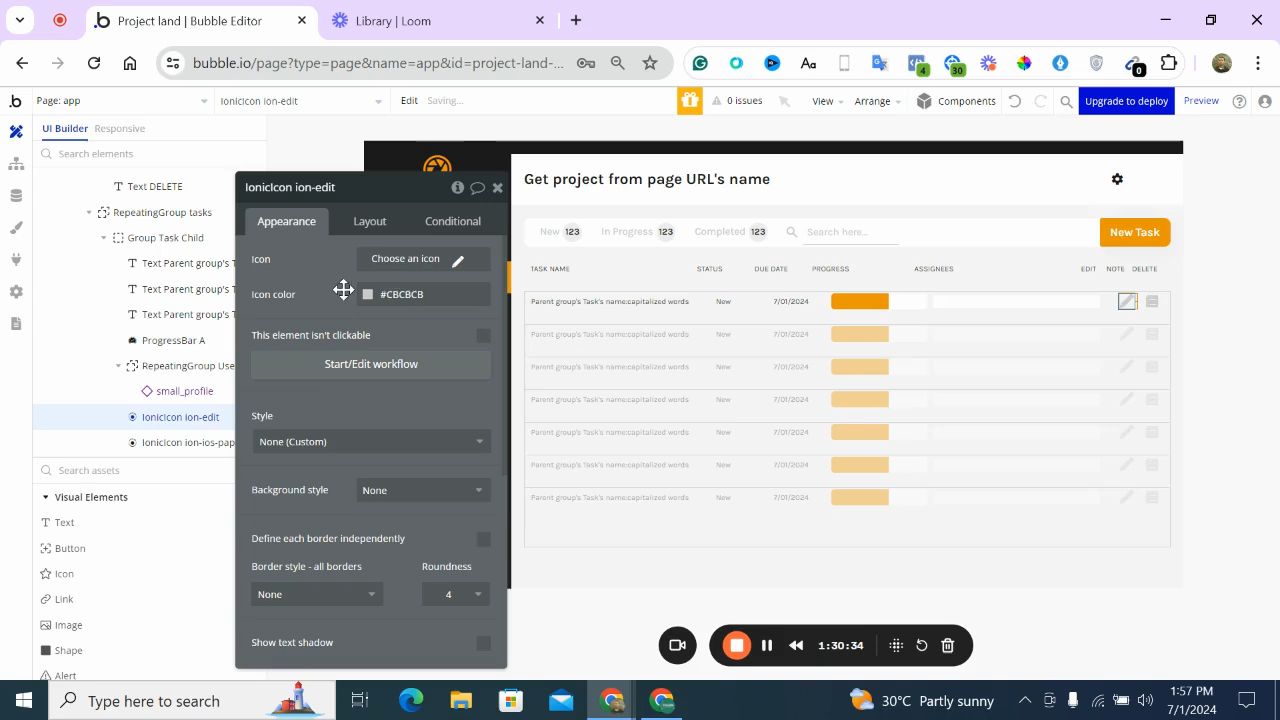 Project land | Bubble Editor
Library | Loom
bubble.io/page?type=page&name=app&id=project-land-...
4
30
0
Page: app
IonicIcon ion-edit
Edit
Saving...
0 issues
View
Arrange
Components
Upgrade to deploy
Preview
UI Builder
Responsive
Search elements
Text DELETE
RepeatingGroup tasks
Group Task Child
Text Parent group'
Text Parent group'
Text Parent group'
ProgressBar A
RepeatingGroup Use
small_profile
IonicIcon ion-edit
IonicIcon ion-ios-pap
Search assets
Visual Elements
Text
Button
Icon
Link
Image
Shape
Alert
IonicIcon ion-edit
Appearance
Layout
Conditional
Icon
Choose an icon
Icon color
#CBCBCB
This element isn't clickable
Start/Edit workflow
Style
None (Custom)
Background style
None
Define each border independently
Border style - all borders
Roundness
None
4
Show text shadow
Get project from page URL's name
New 123
In Progress 123
Completed 123
Search here...
New Task
TASK NAME STATUS DUE DATE PROGRESS ASSIGNEES EDIT NOTE DELETE
Parent group's Task's name:capitalized words New 7/01/2024
Parent group's Task's name:capitalized words New 7/01/2024
Parent group's Task's name:capitalized words New 7/01/2024
Parent group's Task's name:capitalized words New 7/01/2024
Parent group's Task's name:capitalized words New 7/01/2024
Parent group's Task's name:capitalized words New 7/01/2024
Parent group's Task's name:capitalized words New 7/01/2024
1:30:34
Type here to search
30°C Partly sunny
1:57 PM
7/1/2024